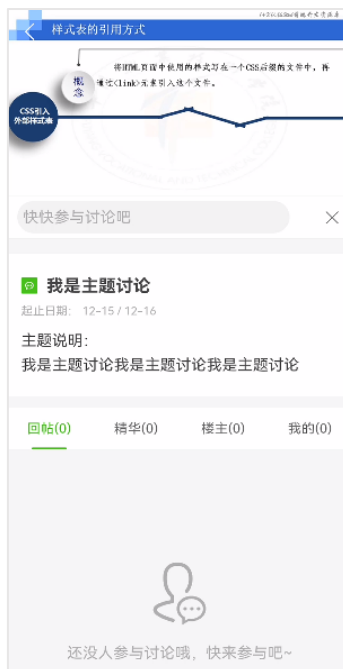 样式表的引用方式
概念
将HTML页面中使用的样式写在一个CSS后缀的文件中，再
通过<link>元素引入这个文件。
CSS引入
外部样式表
快快参与讨论吧
我是主题讨论
起止日期: 12-15 / 12-16
主题说明:
我是主题讨论我是主题讨论我是主题讨论
回帖(0) 精华(0) 楼主(0) 我的(0)
还没人参与讨论哦，快来参与吧~